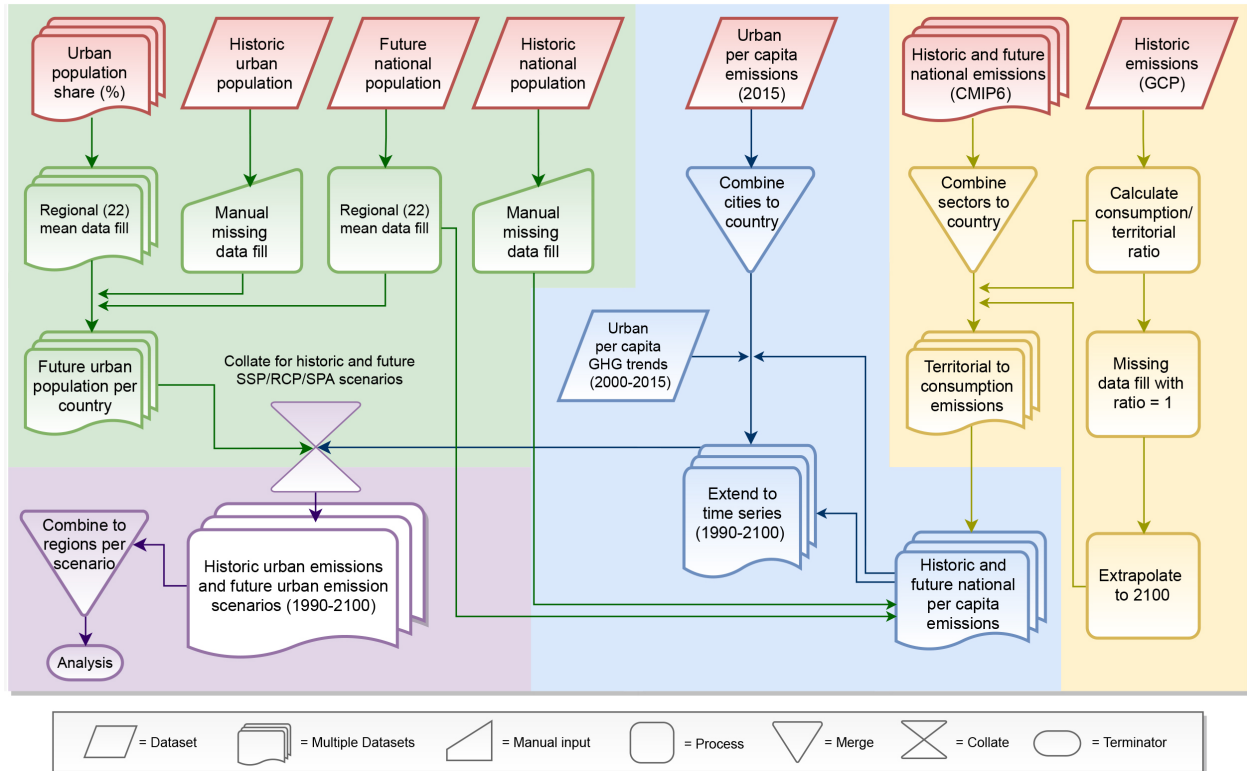 Urban
population
share (%)
Historic
urban
population
Future
national
population
Historic
national
population
Urban
per capita
emissions
(2015)
Historic and future
national emissions
(CMIP6)
Historic
emissions
(GCP)
Regional (22)
mean data fill
Manual
missing
data fill
Regional (22)
mean data fill
Manual
missing
data fill
Combine
cities to
country
Combine
sectors to
country
Calculate
consumption/
territorial
ratio
Future urban
population per
country
Collate for historic and future
SSP/RCP/SPA scenarios
Urban
per capita
GHG trends
(2000-2015)
Territorial to
consumption
emissions
Missing
data fill with
ratio = 1
Combine to
regions per
scenario
Historic urban emissions
and future urban emission
scenarios (1990-2100)
Extend to
time series
(1990-2100)
Historic and
future national
per capita
emissions
Extrapolate
to 2100
Analysis
= Dataset
= Multiple Datasets
= Manual input
= Process
= Merge
= Collate
= Terminator